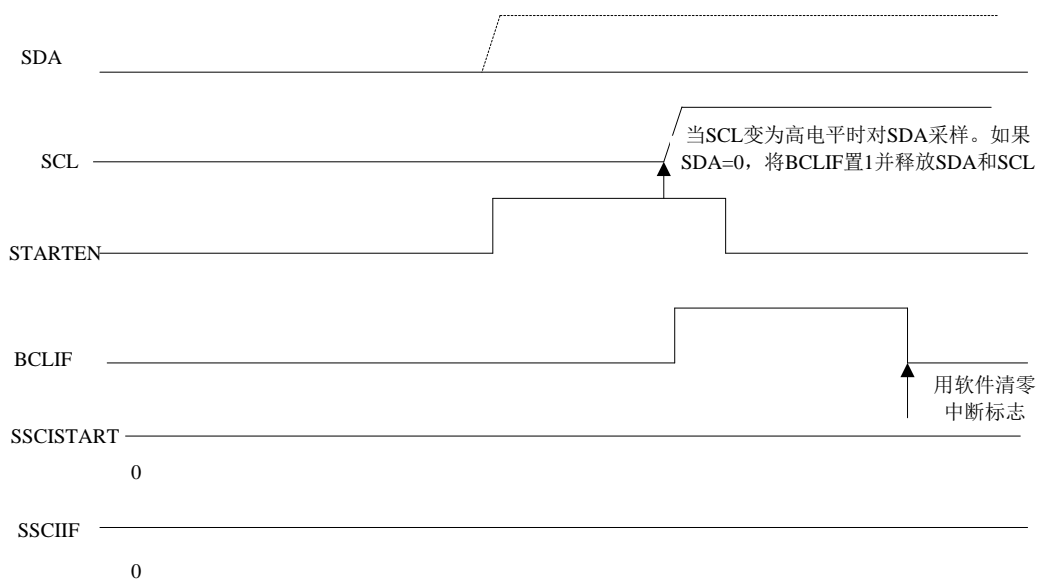 SDA
当SCL变为高电平时对SDA采样。如果
SCL
SDA=0，将BCLIF置1并释放SDA和SCL
STARTEN
BCLIF
用软件清零
中断标志
SSCISTART
0
SSCIIF
0